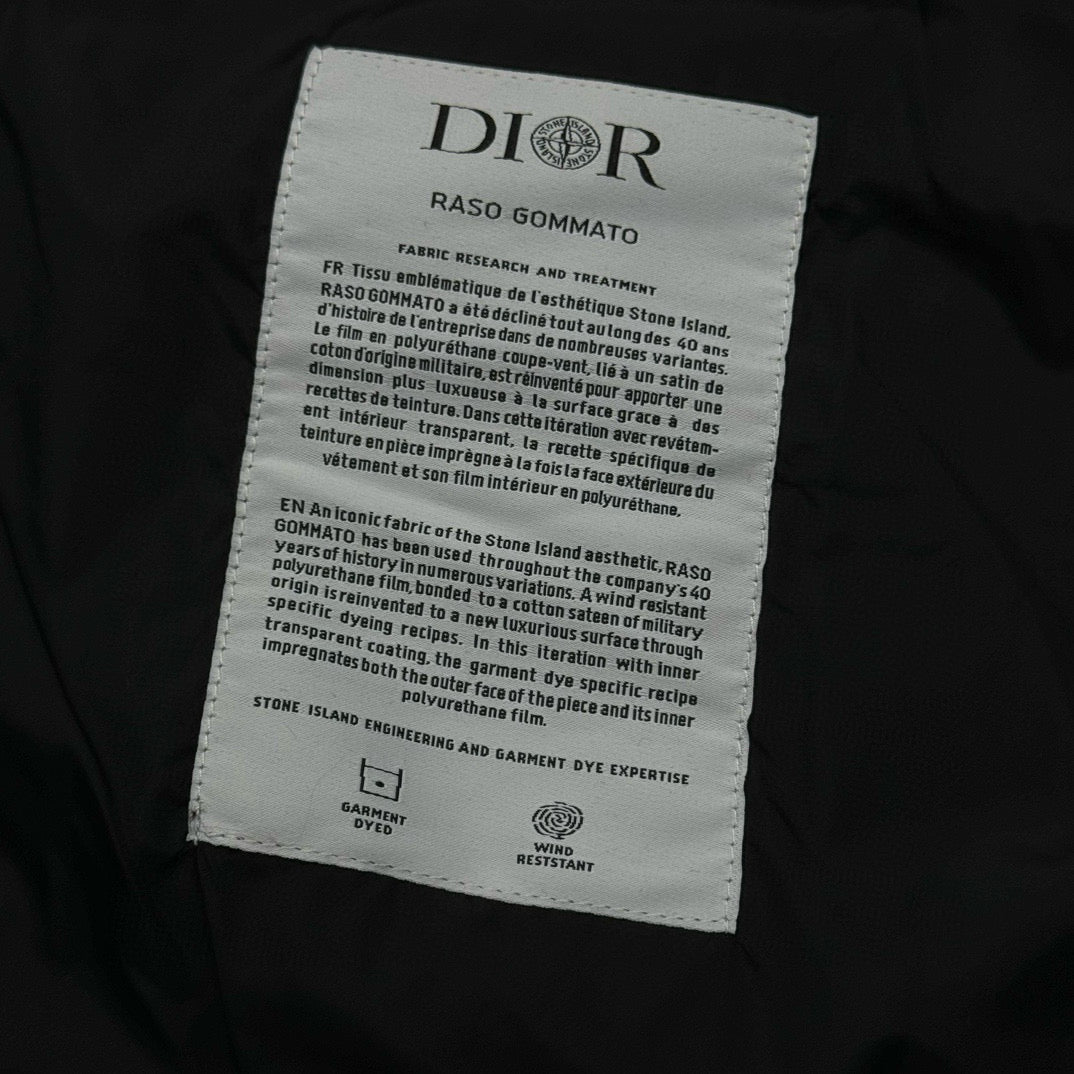 DIOR
STONE ISLAND STONE ISLAND
RASO GOMMATO
FABRIC RESEARCH AND TREATMENT
FR Tissu emblématique de l'esthétique Stone Island,
RASO GOMMATO a été décliné tout au long des 40 ans
d'histoire de l'entreprise dans de nombreuses variantes.
Le film en polyuréthane coupe-vent, lié à un satin de
coton d'origine militaire, est réinventé pour apporter une
dimension plus luxueuse à la surface grace à des
recettes de teinture. Dans cette itération avec revétem-
ent intérieur transparent, la recette spécifique de
teinture en pièce imprègne à la fois la face extérieure du
vétement et son film intérieur en polyuréthane,
EN An iconic fabric of the Stone Island aesthetic, RASO
GOMMATO has been used throughout the company's 40
years of history in numerous variations. A wind resistant
polyurethane film, bonded to a cotton sateen of military
origin is reinvented to a new luxurious surface through
specific dyeing recipes. In this iteration with inner
transparent coating, the garment dye specific recipe
impregnates both the outer face of the piece and its inner
polyurethane film.
STONE ISLAND ENGINEERING AND GARMENT DYE EXPERTISE
GARMENT
DYED
WIND
RESTSTANT